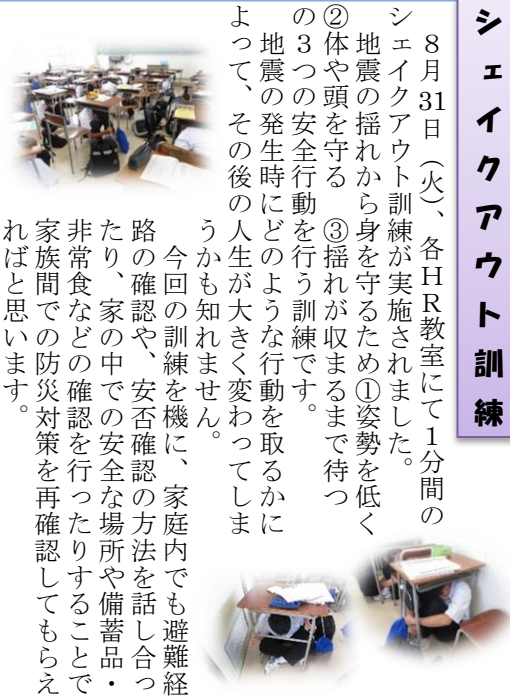 シェイクアウト訓練
８月31日（火）、各ＨＲ教室にて１分間の
シェイクアウト訓練が実施されました。
地震の揺れから身を守るため①姿勢を低く
②体や頭を守る　③揺れが収まるまで待つ
の３つの安全行動を行う訓練です。
地震の発生時にどのような行動を取るかに
よって、その後の人生が大きく変わってしま
うかも知れません。
今回の訓練を機に、家庭内でも避難経
路の確認や、安否確認の方法を話し合っ
たり、家の中での安全な場所や備蓄品・
非常食などの確認を行ったりすることで
家族間での防災対策を再確認してもらえ
ればと思います。